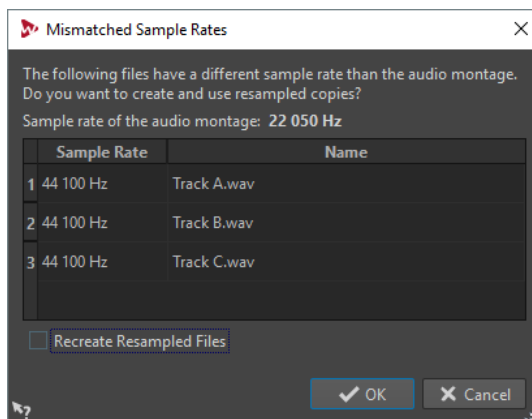 Mismatched Sample Rates
The following files have a different sample rate than the audio montage.
Do you want to create and use resampled copies?
Sample rate of the audio montage: 22 050 Hz
Sample Rate Name
1 44 100 Hz Track A.wav
2 44 100 Hz Track B.wav
3 44 100 Hz Track C.wav
Recreate Resampled Files
OK Cancel
?